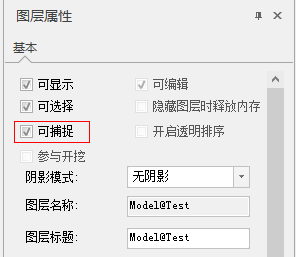 图层属性
基本
可显示 可编辑
可选择 隐藏图层时释放内存
可捕捉 开启透明排序
参与开挖
阴影模式: 无阴影
图层名称: Model@Test
图层标题: Model@Test